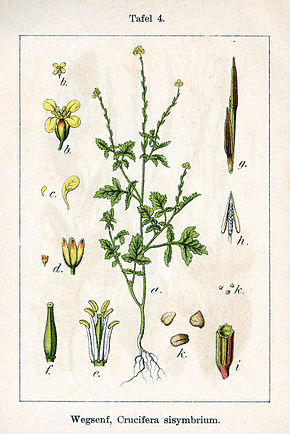 Tafel 4.
b.
b.
g.
c.
h.
d.
a.
k.
f.
e.
k.
i
Wegsenf, Crucifera sisymbrium.